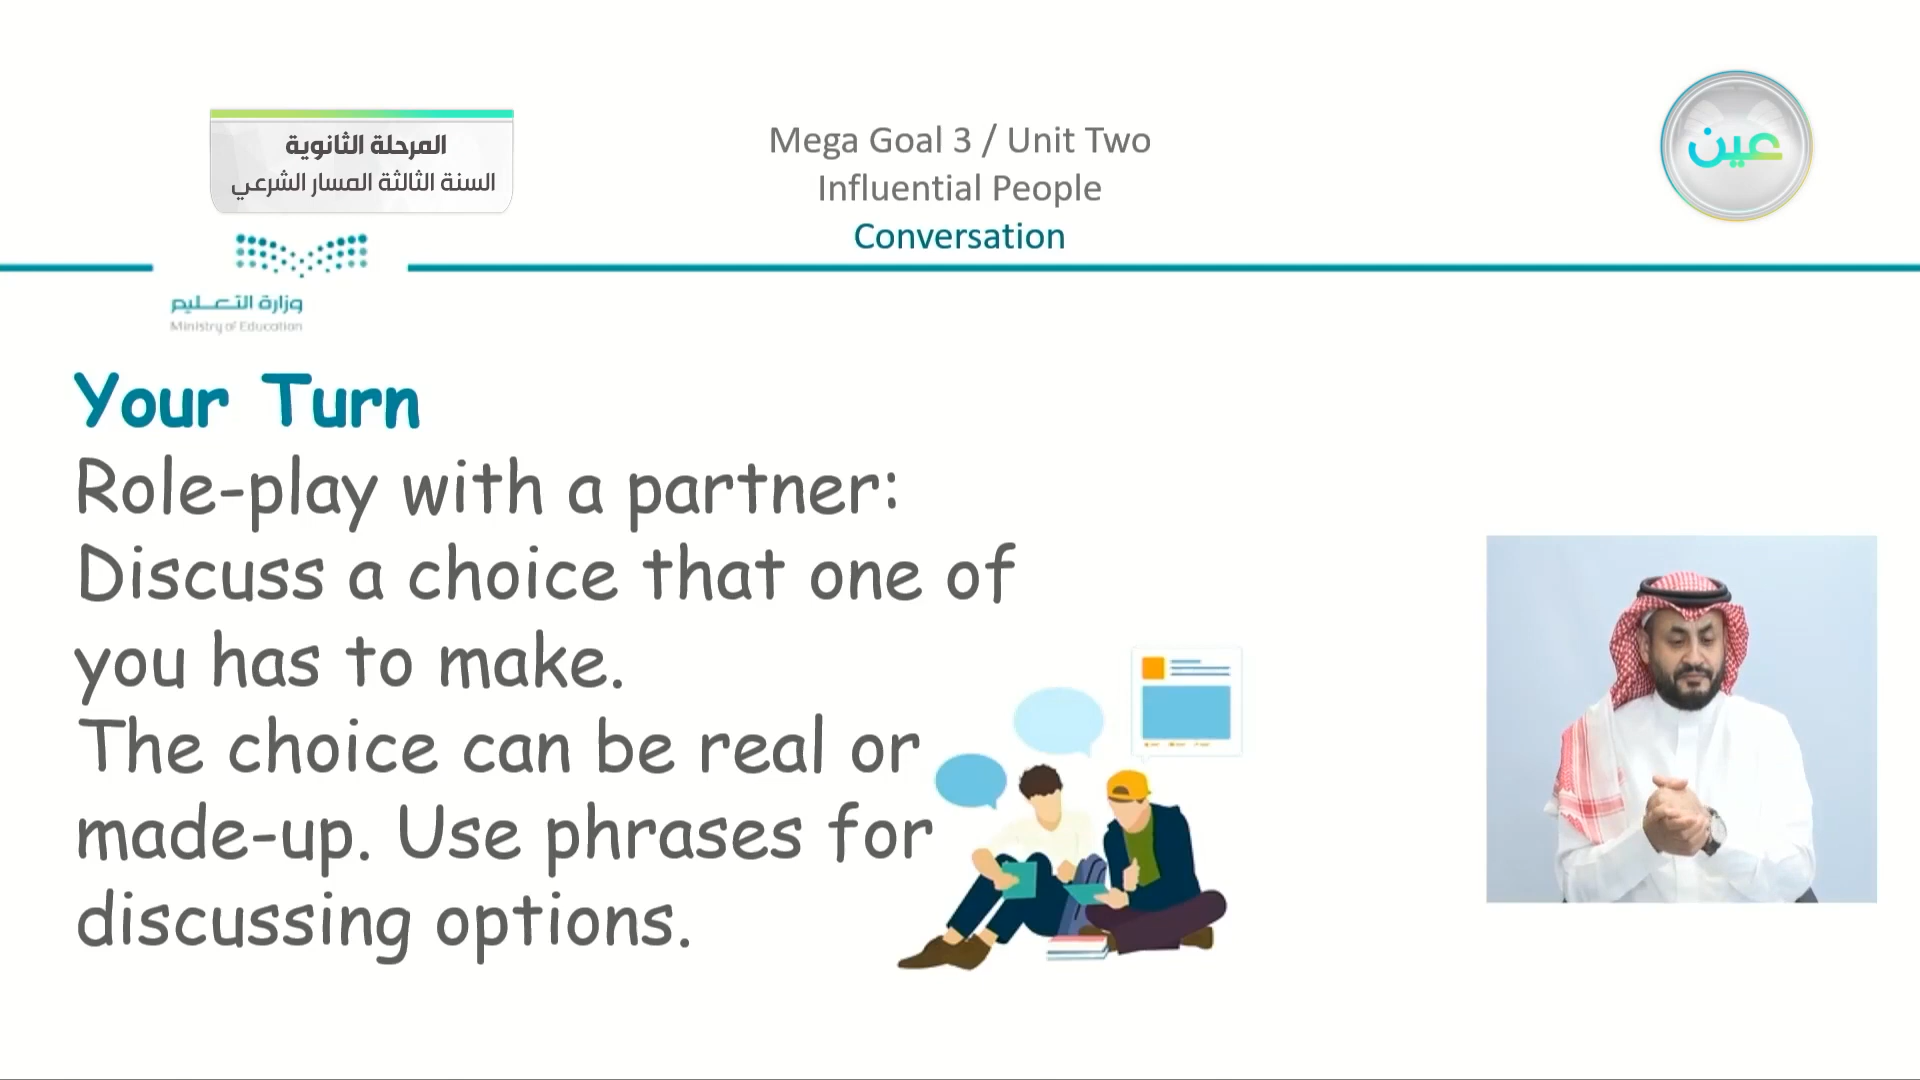 المرحلة الثانوية
السنة الثالثة المسار الشرعي
Mega Goal 3 / Unit Two
Influential People
Conversation
عين
وزارة التعليم
Ministry of Education
Your Turn
Role-play with a partner:
Discuss a choice that one of
you has to make.
The choice can be real or
made-up. Use phrases for
discussing options.